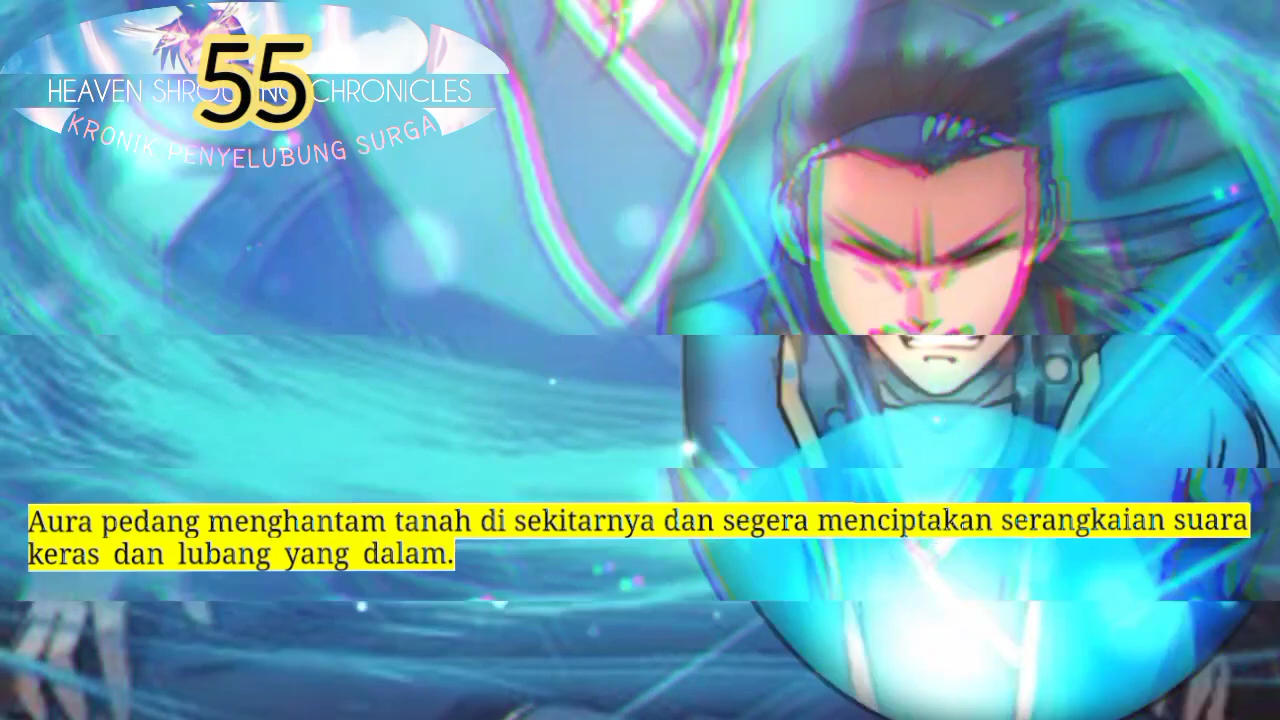 55
HEAVEN SHROUDING CHRONICLES
KRONIK PENYELUBUNG SURGA
Aura pedang menghantam tanah di sekitarnya dan segera menciptakan serangkaian suara
keras dan lubang yang dalam.